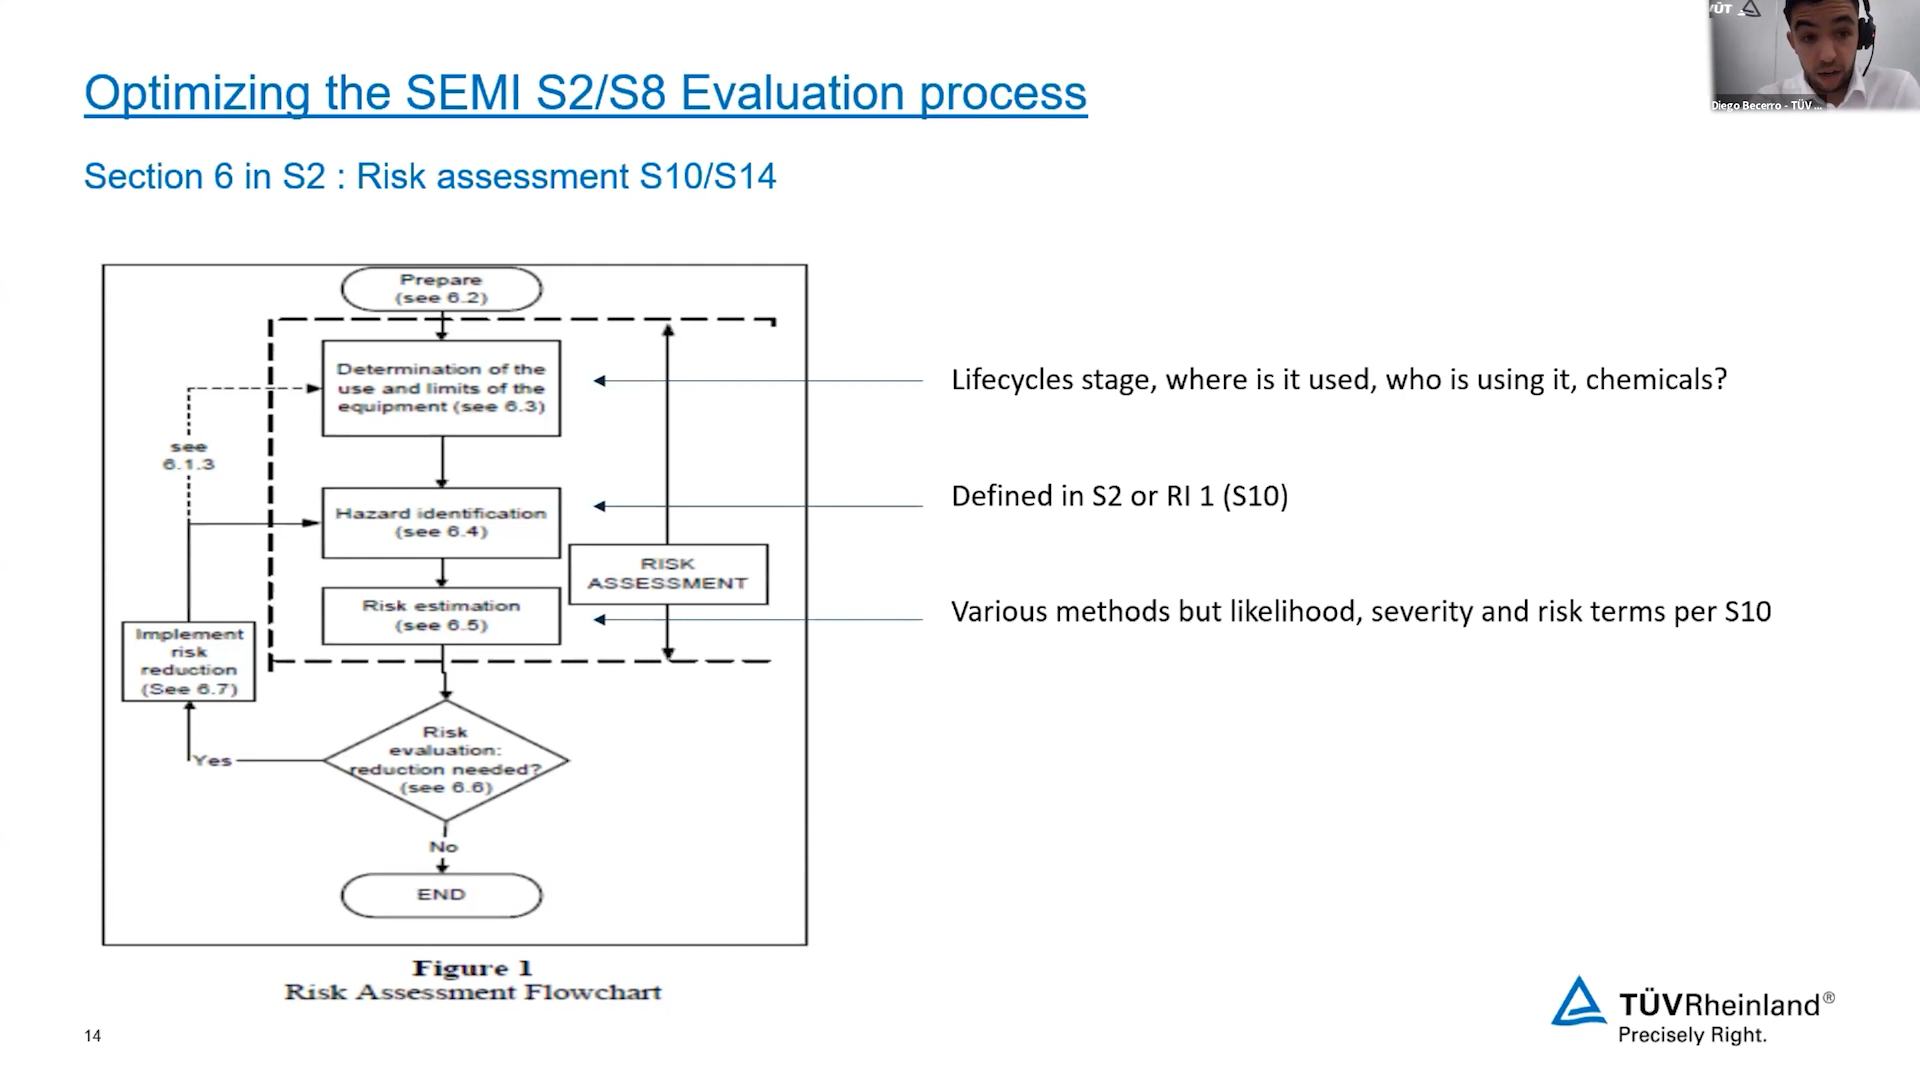 Optimizing the SEMI S2/S8 Evaluation process
Section 6 in S2 : Risk assessment S10/S14
Prepare
(see 6.2)
Determination of the
use and limits of the
equipment (see 6.3)
see
6.1.3
Hazard identification
(see 6.4)
RISK
ASSESSMENT
Risk estimation
(see 6.5)
Implement
risk
reduction
(See 6.7)
Risk
evaluation:
reduction needed?
(see 6.6)
Yes
No
END
Figure 1
Risk Assessment Flowchart
Lifecycles stage, where is it used, who is using it, chemicals?
Defined in S2 or RI 1 (S10)
Various methods but likelihood, severity and risk terms per S10
Diego Becerro - TÜV ...
14
TÜVRheinland®
Precisely Right.